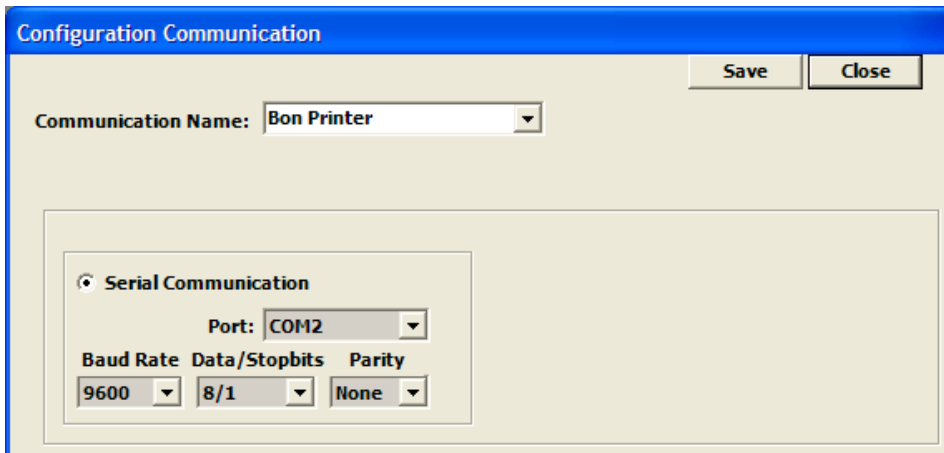 Configuration Communication
Save Close
Communication Name: Bon Printer
Serial Communication
Port: COM2
Baud Rate Data/Stopbits Parity
9600 8/1 None